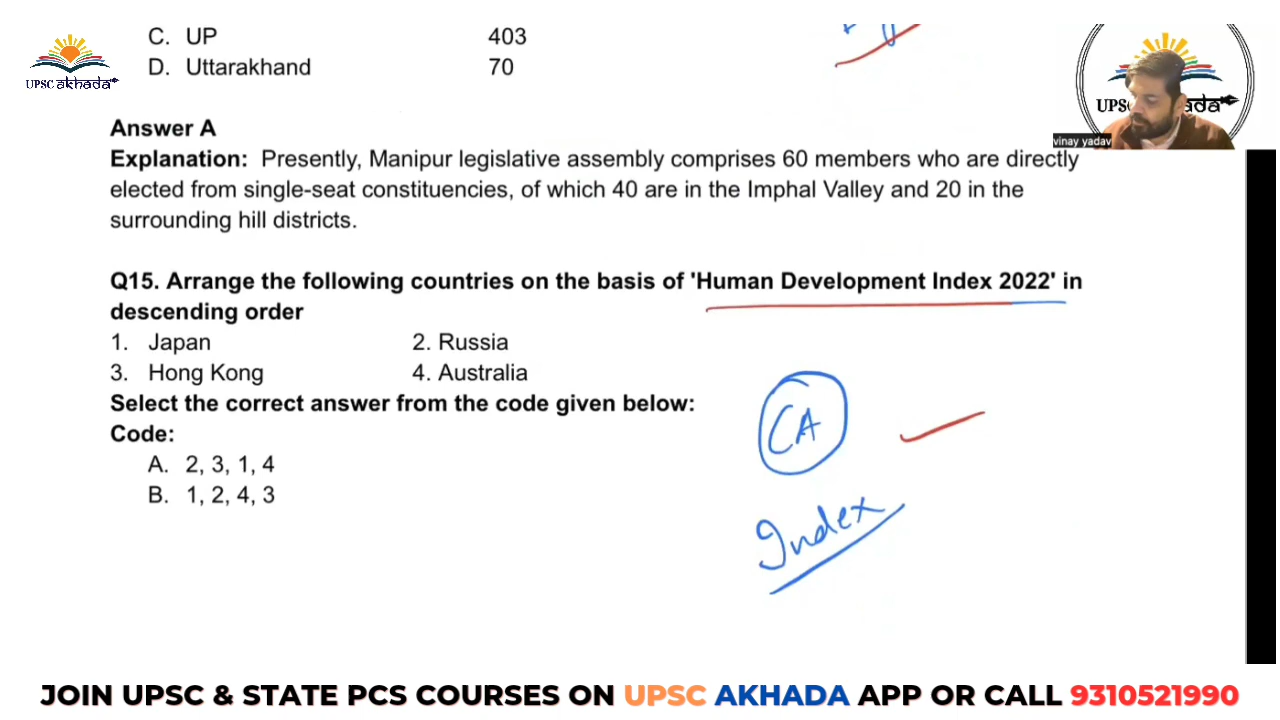 C. UP 403
D. Uttarakhand 70
UPSC akhada
UPSC
ada
vinay yadav
Answer A
Explanation: Presently, Manipur legislative assembly comprises 60 members who are directly
elected from single-seat constituencies, of which 40 are in the Imphal Valley and 20 in the
surrounding hill districts.
Q15. Arrange the following countries on the basis of 'Human Development Index 2022' in
descending order
1. Japan 2. Russia
3. Hong Kong 4. Australia
Select the correct answer from the code given below:
Code:
A. 2, 3, 1, 4
B. 1, 2, 4, 3
CA
Index
JOIN UPSC & STATE PCS COURSES ON UPSC AKHADA APP OR CALL 9310521990